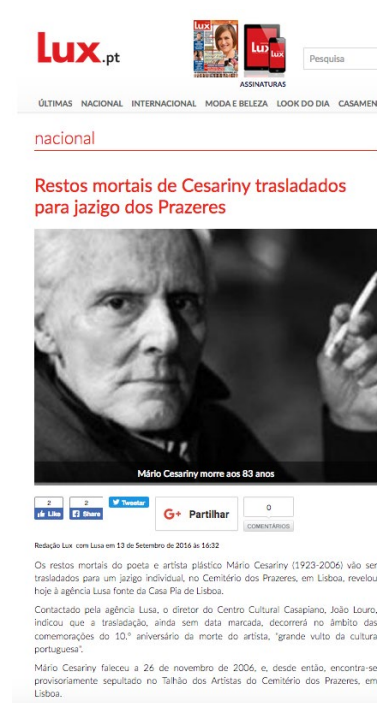 Lux.pt
Lux
Lux
Lux
ASSINATURAS
Pesquisa
ÚLTIMAS NACIONAL INTERNACIONAL MODA E BELEZA LOOK DO DIA CASAMEN
nacional
Restos mortais de Cesariny trasladados
para jazigo dos Prazeres
Mário Cesariny morre aos 83 anos
2 2 Tweetar
Like Share
G+ Partilhar
0
COMENTÁRIOS
Redação Lux com Lusa em 13 de Setembro de 2016 às 16:32
Os restos mortais do poeta e artista plástico Mário Cesariny (1923-2006) vão ser
trasladados para um jazigo individual, no Cemitério dos Prazeres, em Lisboa, revelou
hoje à agência Lusa fonte da Casa Pia de Lisboa.
Contactado pela agência Lusa, o diretor do Centro Cultural Casapiano, João Louro,
indicou que a trasladação, ainda sem data marcada, decorrerá no âmbito das
comemorações do 10.º aniversário da morte do artista, "grande vulto da cultura
portuguesa".
Mário Cesariny faleceu a 26 de novembro de 2006, e, desde então, encontra-se
provisoriamente sepultado no Talhão dos Artistas do Cemitério dos Prazeres, em
Lisboa.